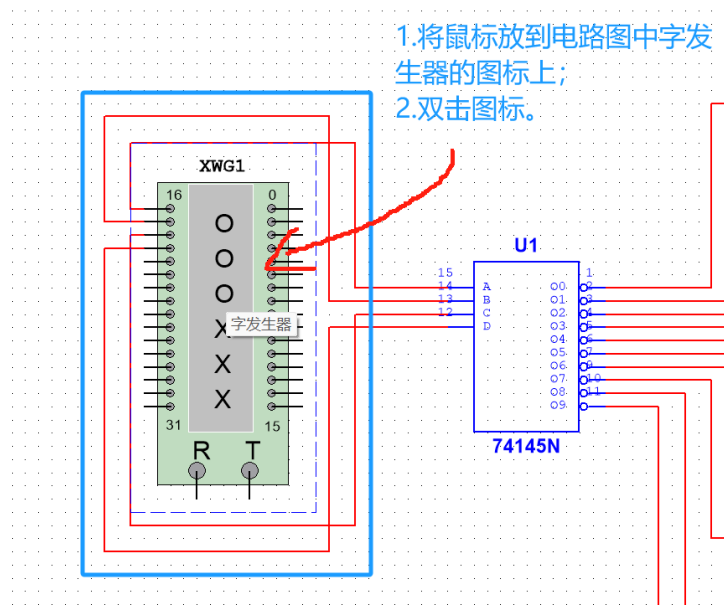 1.将鼠标放到电路图中字发
生器的图标上；
2.双击图标。
XWG1
16 0
O
O
O
X
字发生器
X
X
31 15
R T
U1
15 1
14 A O0 2
13 B O1 3
12 C O2 4
D O3 5
O4 6
O5 7
O6 9
O7 10
O8 11
O9
74145N